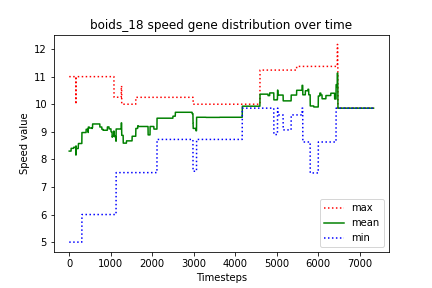 boids_18 speed gene distribution over time
Speed value
12
11
10
9
8
7
6
5
max
mean
min
0 1000 2000 3000 4000 5000 6000 7000
Timesteps